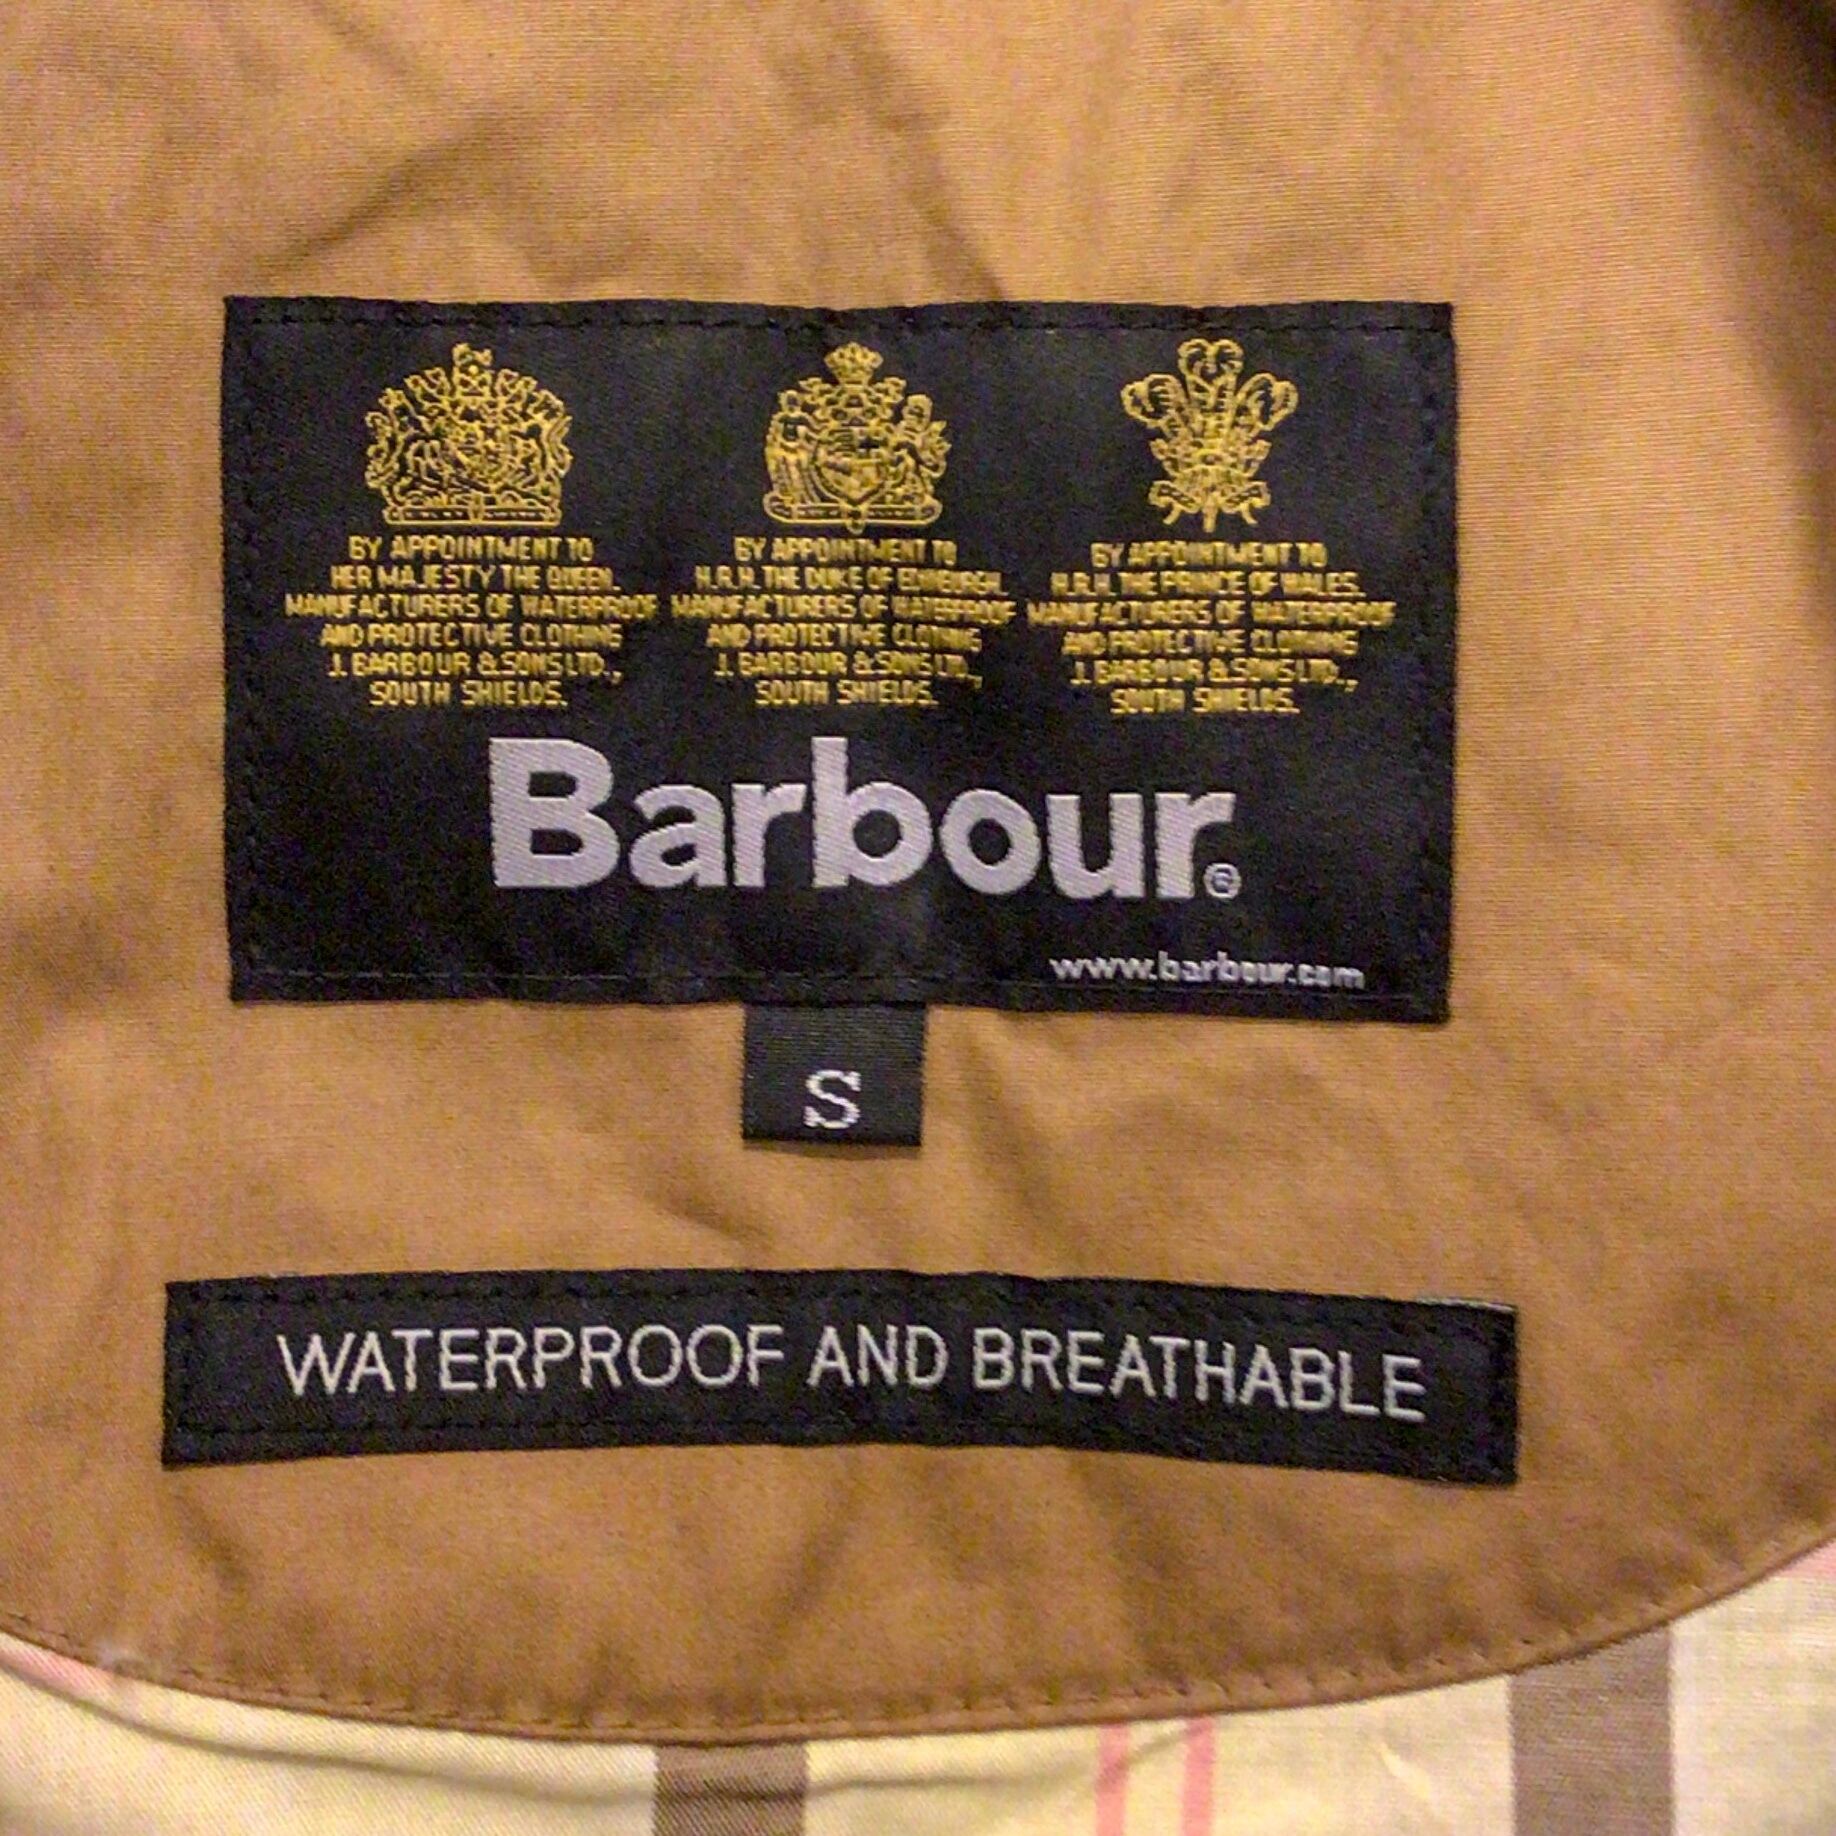 BY APPOINTMENT TO
HER MAJESTY THE QUEEN.
MANUFACTURERS OF WATERPROOF
AND PROTECTIVE CLOTHING
J. BARBOUR & SONS LTD.,
SOUTH SHIELDS.
BY APPOINTMENT TO
H.R.H. THE DUKE OF EDINBURGH.
MANUFACTURERS OF WATERPROOF
AND PROTECTIVE CLOTHING
J. BARBOUR & SONS LTD.,
SOUTH SHIELDS.
BY APPOINTMENT TO
H.R.H. THE PRINCE OF WALES.
MANUFACTURERS OF WATERPROOF
AND PROTECTIVE CLOTHING
J. BARBOUR & SONS LTD.,
SOUTH SHIELDS.
Barbour®
www.barbour.com
S
WATERPROOF AND BREATHABLE